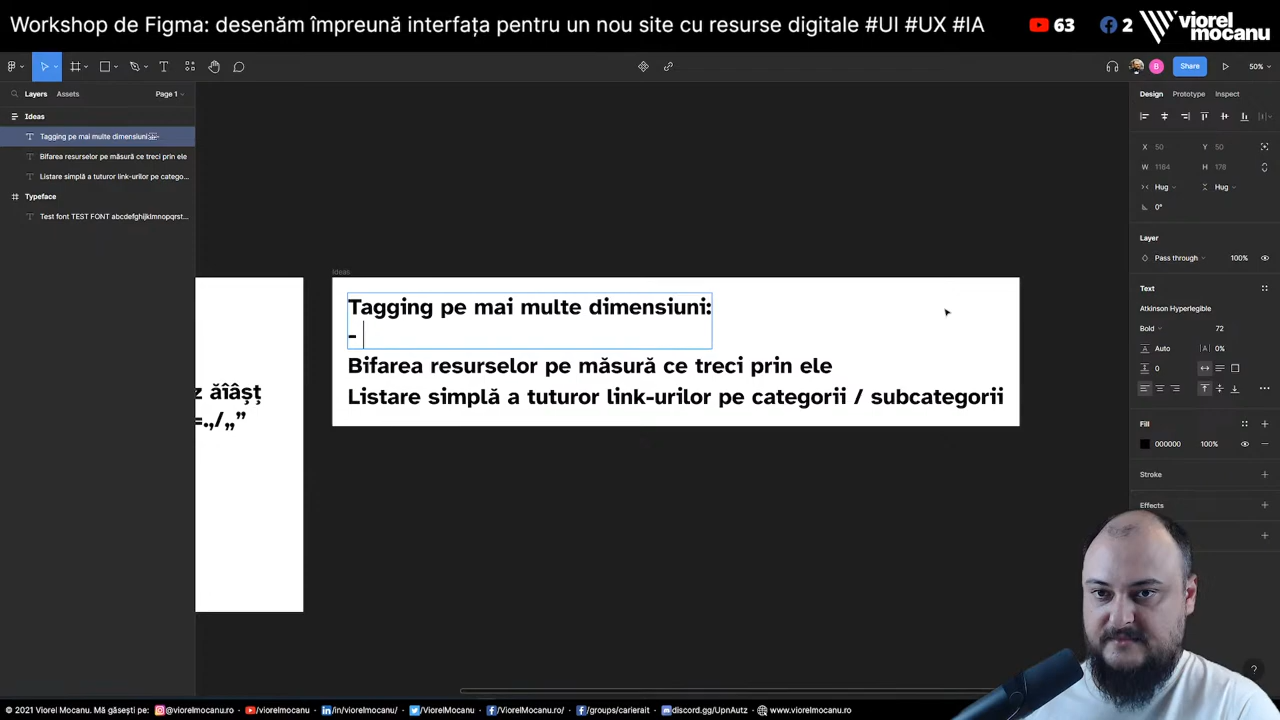 Workshop de Figma: desenăm împreună interfața pentru un nou site cu resurse digitale #UI #UX #IA
63
2
viorel mocanu
Share
50%
Layers
Assets
Page 1
Design
Prototype
Inspect
Ideas
Tagging pe mai multe dimensiuni:
Bifarea resurselor pe măsură ce treci prin ele
Listare simplă a tuturor link-urilor pe catego...
Typeface
Test font TEST FONT abcdefghijklmnopqrst...
X 50
Y 50
W 1164
H 178
Hug
Hug
0°
Layer
Pass through
100%
Text
Atkinson Hyperlegible
Bold
72
Auto
0%
0
Fill
000000
100%
Stroke
Effects
z ăîâșț
=.,/„”
Ideas
Tagging pe mai multe dimensiuni:
-
Bifarea resurselor pe măsură ce treci prin ele
Listare simplă a tuturor link-urilor pe categorii / subcategorii
?
© 2021 Viorel Mocanu. Mă găsești pe:
@viorelmocanu.ro
/viorelmocanu
/in/viorelmocanu/
/ViorelMocanu
/ViorelMocanu.ro/
/groups/carierait
discord.gg/UpnAutz
www.viorelmocanu.ro